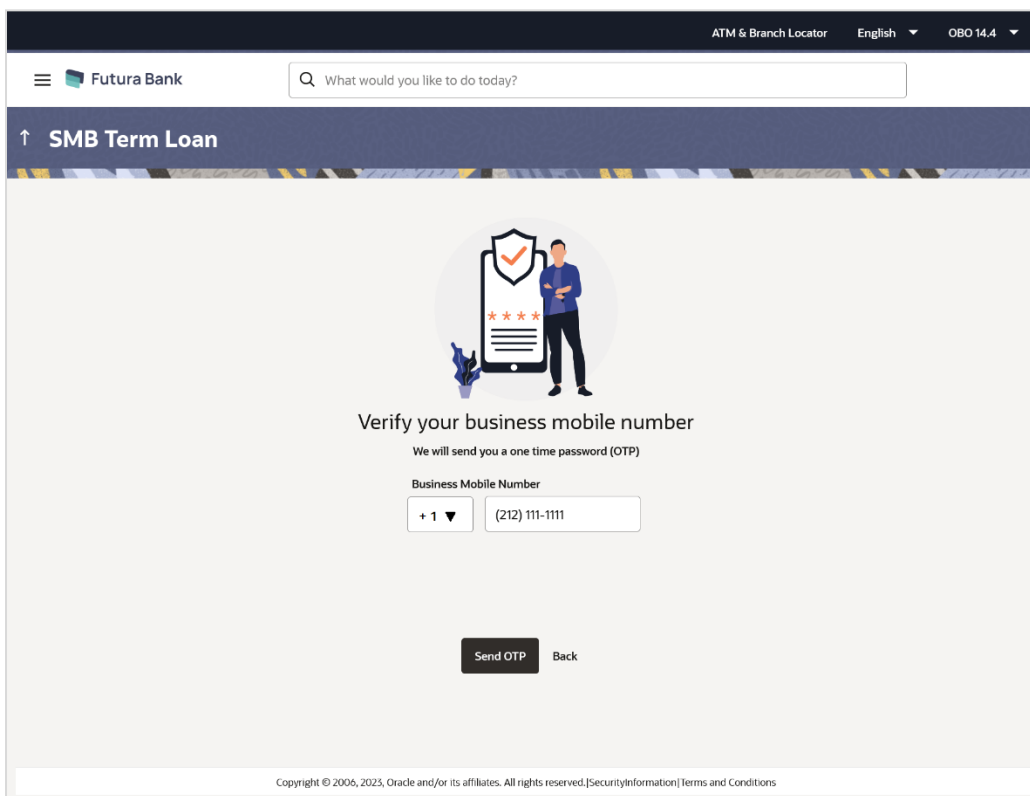 ATM & Branch Locator English OBO 14.4
Futura Bank What would you like to do today?
SMB Term Loan
****
Verify your business mobile number
We will send you a one time password (OTP)
Business Mobile Number
+ 1 (212) 111-1111
Send OTP Back
Copyright © 2006, 2023, Oracle and/or its affiliates. All rights reserved.|SecurityInformation|Terms and Conditions